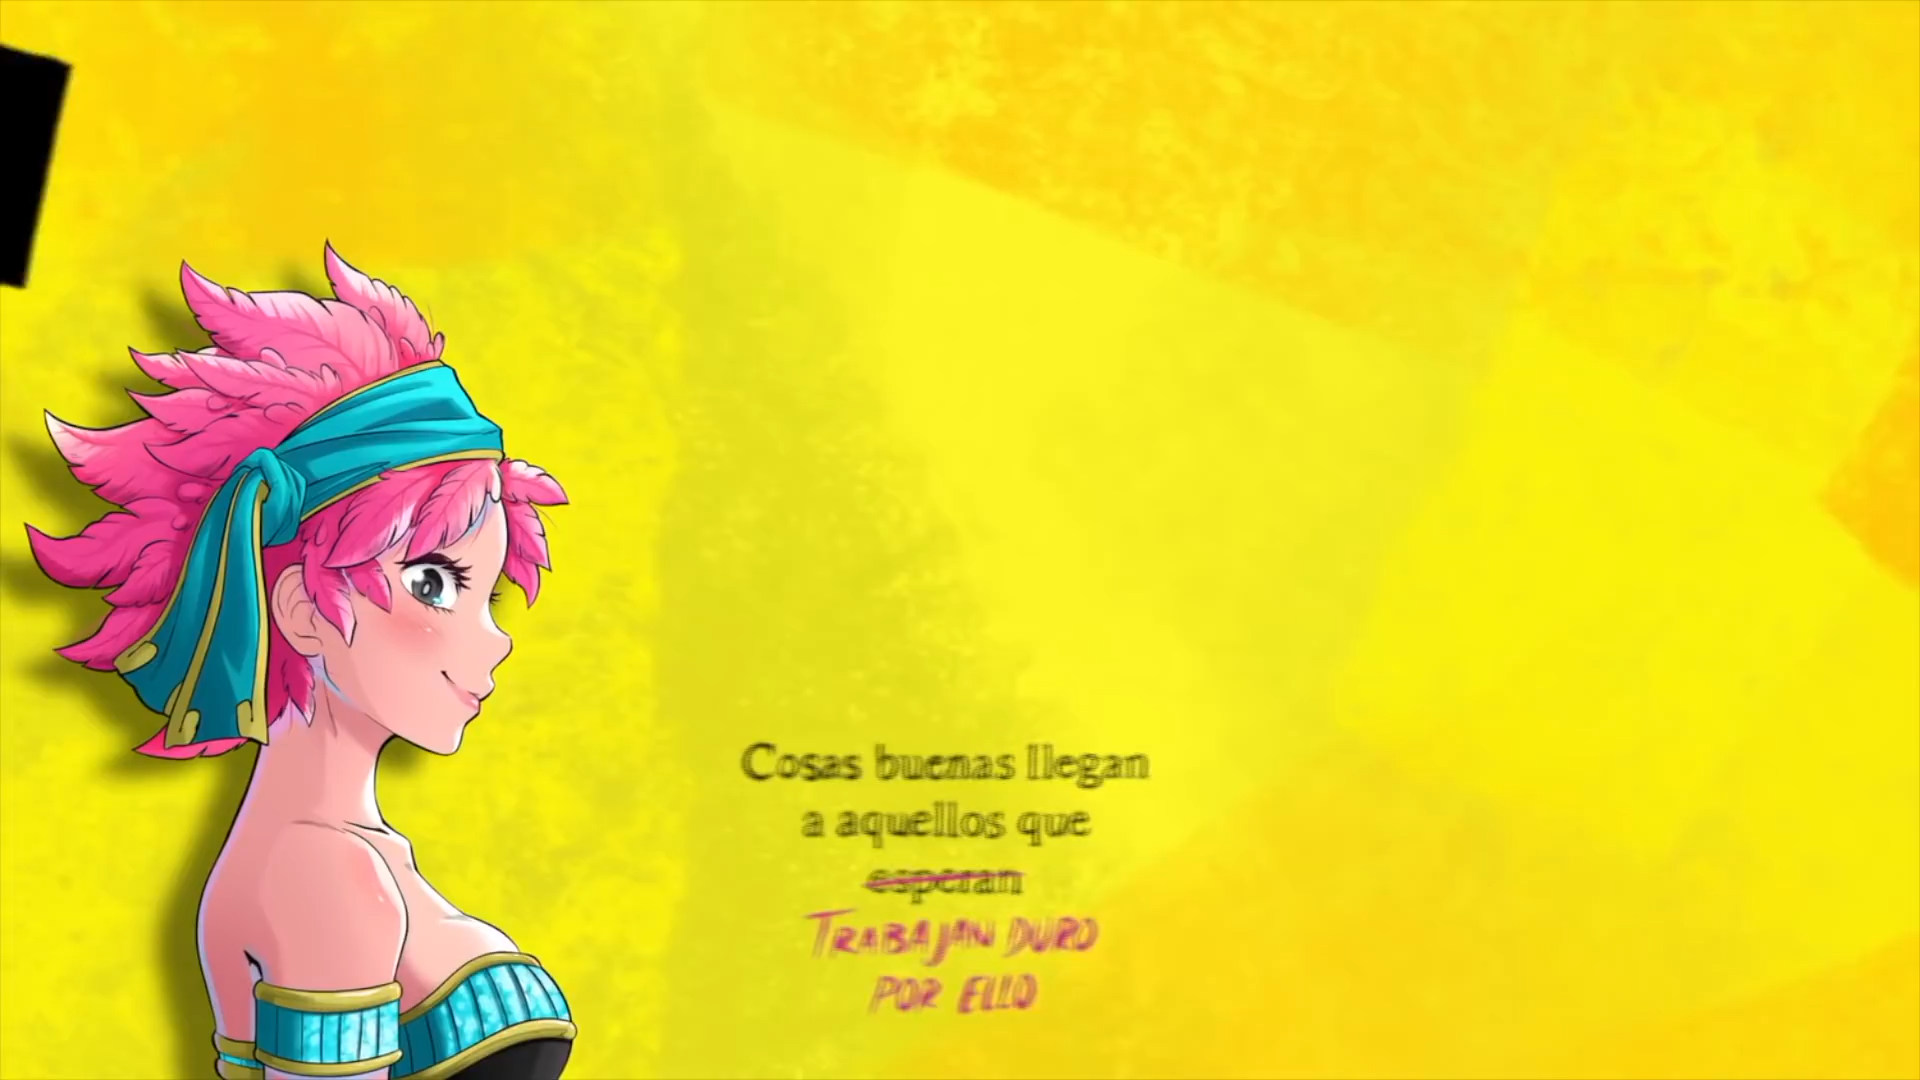 Cosas buenas llegan
a aquellos que
esperan
TRABAJAN DURO
POR ELLO